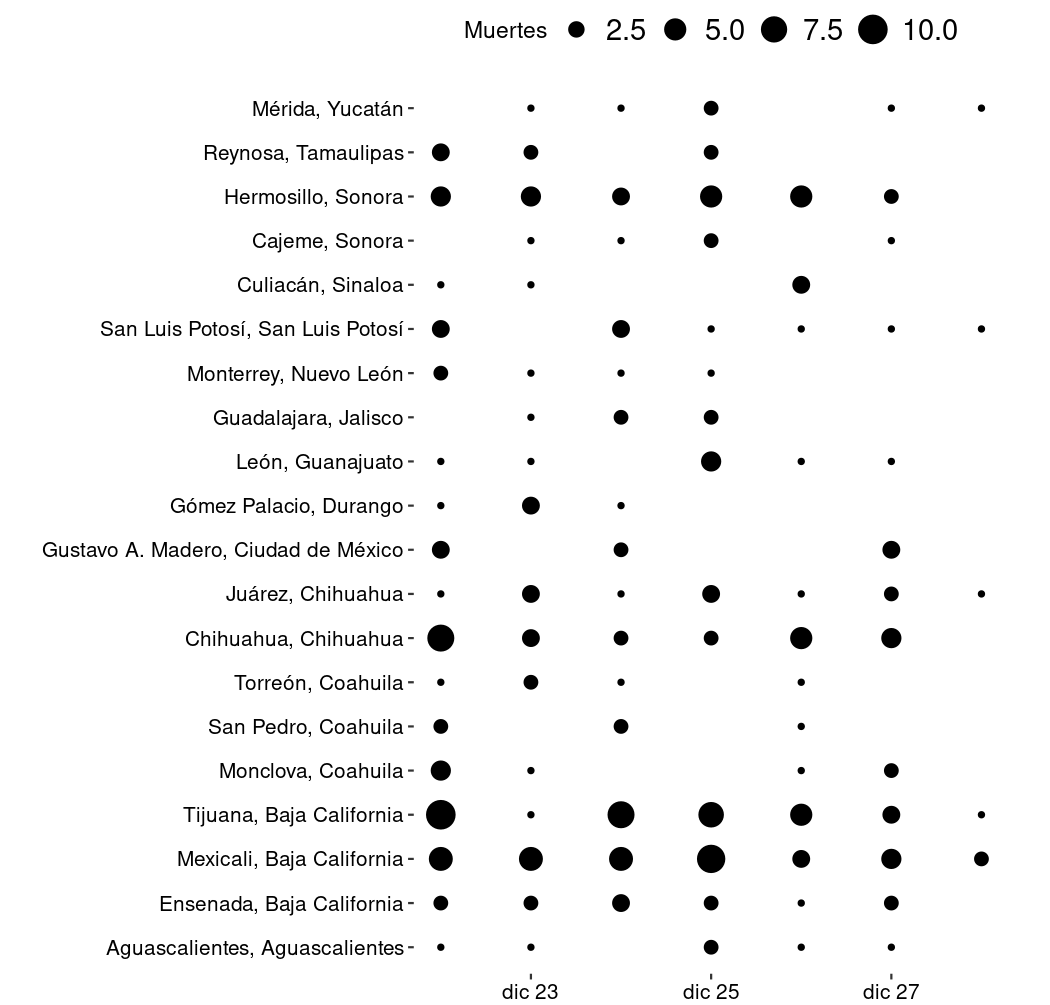 Muertes 2.5 5.0 7.5 10.0
Mérida, Yucatán
Reynosa, Tamaulipas
Hermosillo, Sonora
Cajeme, Sonora
Culiacán, Sinaloa
San Luis Potosí, San Luis Potosí
Monterrey, Nuevo León
Guadalajara, Jalisco
León, Guanajuato
Gómez Palacio, Durango
Gustavo A. Madero, Ciudad de México
Juárez, Chihuahua
Chihuahua, Chihuahua
Torreón, Coahuila
San Pedro, Coahuila
Monclova, Coahuila
Tijuana, Baja California
Mexicali, Baja California
Ensenada, Baja California
Aguascalientes, Aguascalientes
dic 23 dic 25 dic 27